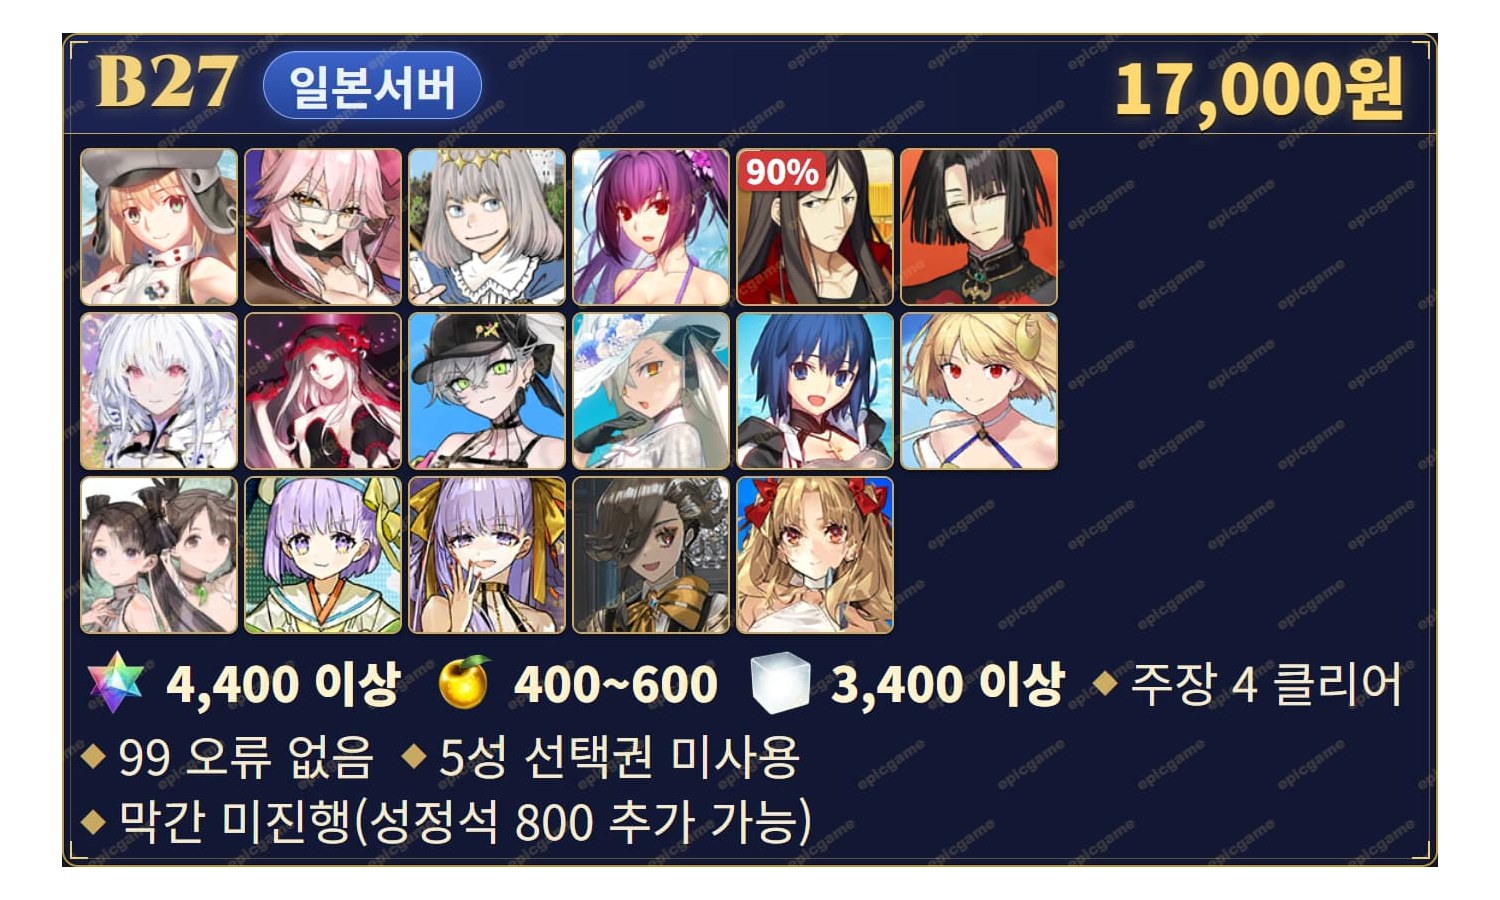 B27 일본서버 17,000원
90%
4,400 이상 400~600 3,400 이상 ◆ 주장 4 클리어
◆ 99 오류 없음 ◆ 5성 선택권 미사용
◆ 막간 미진행(성정석 800 추가 가능)
epicgame